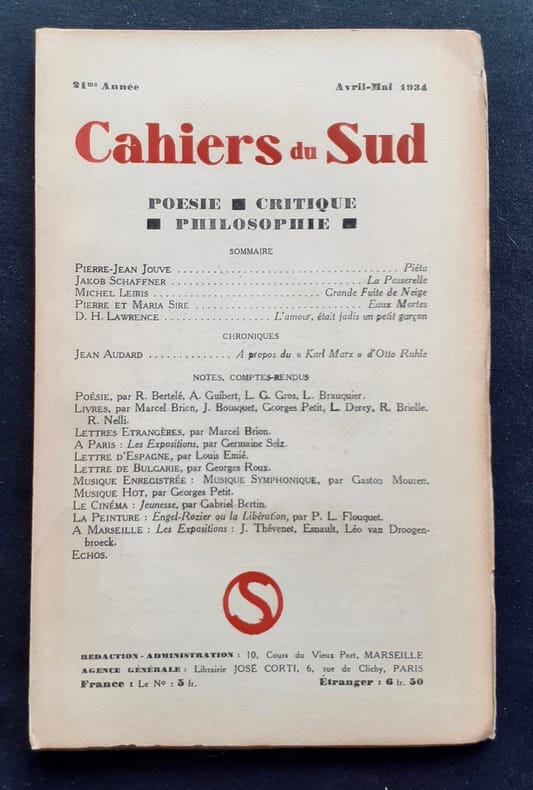 21me Année Avril-Mai 1934
Cahiers du Sud
POESIE ■ CRITIQUE
■ PHILOSOPHIE ■
SOMMAIRE
PIERRE-JEAN JOUVE ........................................ Piéta
JAKOB SCHAFFNER ................................ La Passerelle
MICHEL LEIRIS ............................ Grande Fuite de Neige
PIERRE ET MARIA SIRE ............................ Eaux Mortes
D. H. LAWRENCE .................. L'amour, était jadis un petit garçon
CHRONIQUES
JEAN AUDARD ............. A propos du « Karl Marx » d'Otto Ruhle
NOTES, COMPTES-RENDUS
POÉSIE, par R. Bertelé, A. Guibert, L. G. Gros, L. Brauquier.
LIVRES, par Marcel Brion, J. Bousquet, Georges Petit, L. Derey, R. Brielle,
R. Nelli.
LETTRES ETRANGÈRES, par Marcel Brion.
A PARIS : Les Expositions, par Germaine Selz.
LETTRE D'ESPAGNE, par Louis Emié.
LETTRE DE BULGARIE, par Georges Roux.
MUSIQUE ENREGISTRÉE : MUSIQUE SYMPHONIQUE, par Gaston Mouren.
MUSIQUE HOT, par Georges Petit.
LE CINÉMA : Jeunesse, par Gabriel Bertin.
LA PEINTURE : Engel-Rozier ou la Libération, par P. L. Flouquet.
A MARSEILLE : Les Expositions : J. Thévenet, Esnault, Léo van Droogen-
broeck.
ECHOS.
S
REDACTION-ADMINISTRATION : 10, Cours du Vieux Port, MARSEILLE
AGENCE GÉNÉRALE : Librairie JOSÉ CORTI, 6, rue de Clichy, PARIS
France : Le No : 5 fr. Étranger : 6 fr. 50